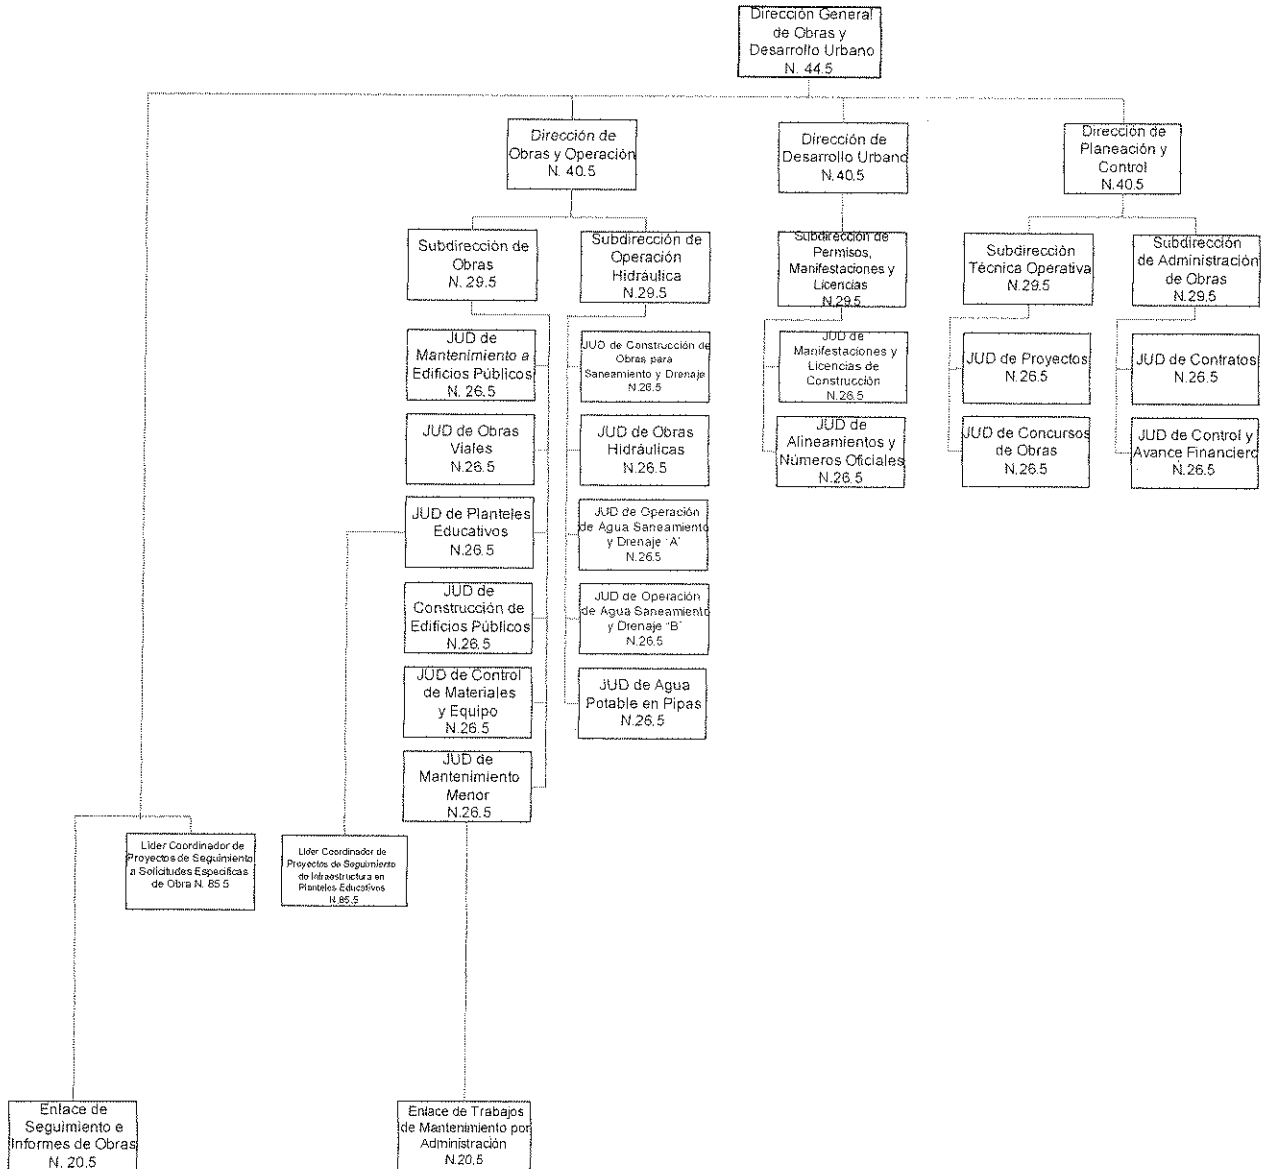 Dirección General
de Obras y
Desarrollo Urbano
N. 44.5
Dirección de
Obras y Operación
N. 40.5
Dirección de
Desarrollo Urbano
N.40.5
Dirección de
Planeación y
Control
N.40.5
Subdirección de
Obras
N. 29.5
Subdirección de
Operación
Hidráulica
N.29.5
Subdirección de
Permisos,
Manifestaciones y
Licencias
N.29.5
Subdirección
Técnica Operativa
N.29.5
Subdirección
de Administración
de Obras
N.29.5
JUD de
Mantenimiento a
Edificios Públicos
N. 26.5
JUD de Construcción de
Obras para
Saneamiento y Drenaje
N.26.5
JUD de
Manifestaciones y
Licencias de
Construcción
N.26.5
JUD de Proyectos
N.26.5
JUD de Contratos
N.26.5
JUD de Obras
Viales
N.26.5
JUD de Obras
Hidráulicas
N.26.5
JUD de
Alineamientos y
Números Oficiales
N.26.5
JUD de Concursos
de Obras
N.26.5
JUD de Control y
Avance Financiero
N.26.5
JUD de Planteles
Educativos
N.26.5
JUD de Operación
de Agua Saneamiento
y Drenaje "A"
N.26.5
JUD de
Construcción de
Edificios Públicos
N.26.5
JUD de Operación
de Agua Saneamiento
y Drenaje "B"
N.26.5
JUD de Control
de Materiales
y Equipo
N.26.5
JUD de Agua
Potable en Pipas
N.26.5
JUD de
Mantenimiento
Menor
N.26.5
Líder Coordinador de
Proyectos de Seguimiento
a Solicitudes Específicas
de Obra N. 85.5
Líder Coordinador de
Proyectos de Seguimiento
de Infraestructura en
Planteles Educativos
N.85.5
Enlace de
Seguimiento e
Informes de Obras
N. 20.5
Enlace de Trabajos
de Mantenimiento por
Administración
N.20.5